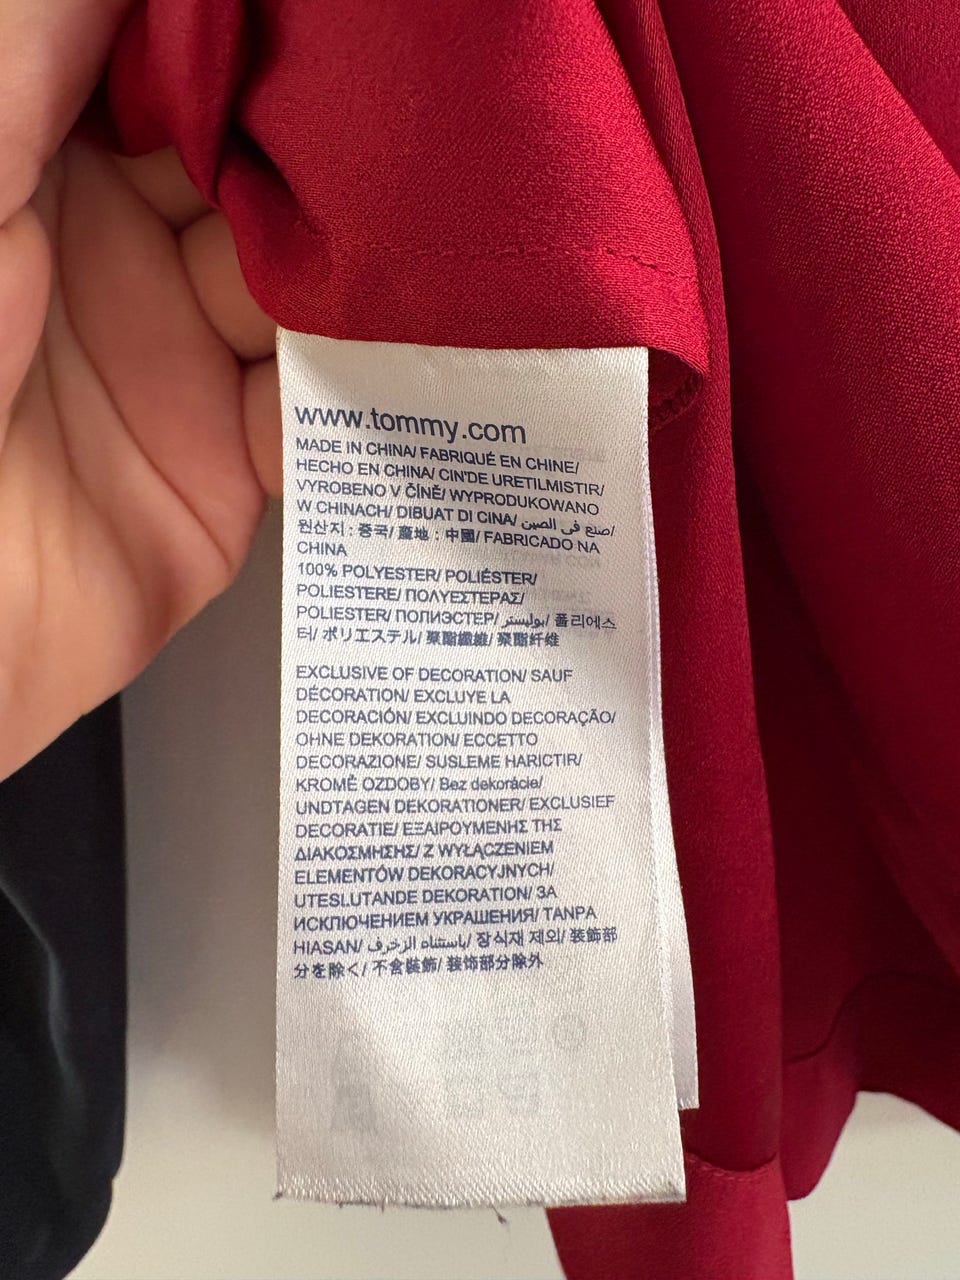 www.tommy.com
MADE IN CHINA/ FABRIQUÉ EN CHINE/
HECHO EN CHINA/ CIN'DE URETILMISTIR/
VYROBENO V ČÍNĚ/ WYPRODUKOWANO
W CHINACH/ DIBUAT DI CINA/ صنع في الصين/
원산지 : 중국/ 產地 : 中國/ FABRICADO NA
CHINA
100% POLYESTER/ POLIÉSTER/
POLIESTERE/ ΠΟΛΥΕΣΤΕΡΑΣ/
POLIESTER/ ПОЛИЭСТЕР/ بوليستر/ 폴리에스
터/ ポリエステル/ 聚酯纖維/ 聚酯纤维
EXCLUSIVE OF DECORATION/ SAUF
DÉCORATION/ EXCLUYE LA
DECORACIÓN/ EXCLUINDO DECORAÇÃO/
OHNE DEKORATION/ ECCETTO
DECORAZIONE/ SUSLEME HARICTIR/
KROMĚ OZDOBY/ Bez dekorācie/
UNDTAGEN DEKORATIONER/ EXCLUSIEF
DECORATIE/ ΕΞΑΙΡΟΥΜΕΝΗΣ ΤΗΣ
ΔΙΑΚΟΣΜΗΣΗΣ/ Z WYŁĄCZENIEM
ELEMENTÓW DEKORACYJNYCH/
UTESLUTANDE DEKORATION/ ЗА
ИСКЛЮЧЕНИЕМ УКРАШЕНИЯ/ TANPA
HIASAN/ باستثناء الزخرف/ 장식재 제외/ 装飾部
分を除く/ 不含裝飾/ 装饰部分除外